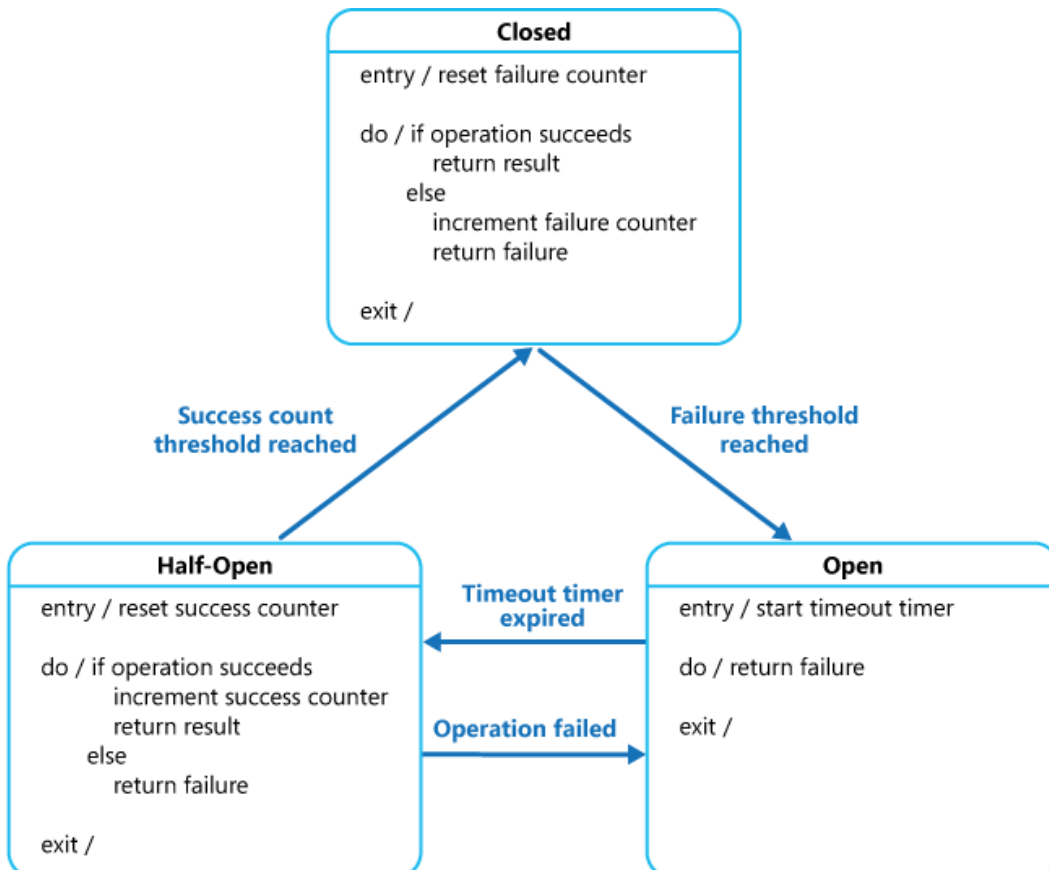 Closed
entry / reset failure counter
do / if operation succeeds
return result
else
increment failure counter
return failure
exit /
Success count
threshold reached
Failure threshold
reached
Half-Open
entry / reset success counter
do / if operation succeeds
increment success counter
return result
else
return failure
exit /
Timeout timer
expired
Operation failed
Open
entry / start timeout timer
do / return failure
exit /